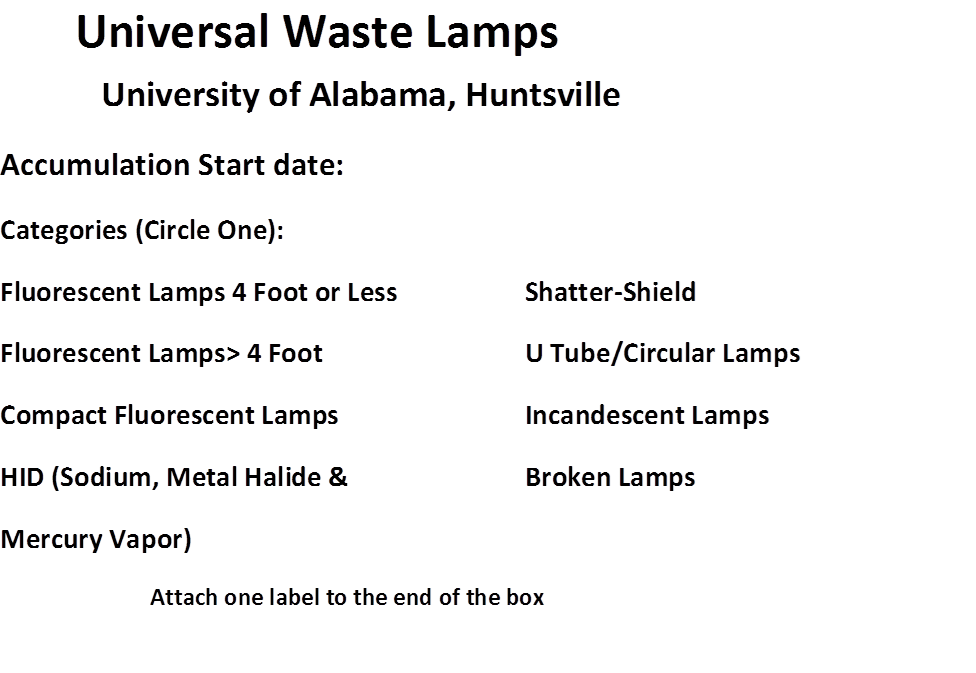 Universal Waste Lamps
University of Alabama, Huntsville
Accumulation Start date:
Categories (Circle One):
Fluorescent Lamps 4 Foot or Less Shatter-Shield
Fluorescent Lamps> 4 Foot U Tube/Circular Lamps
Compact Fluorescent Lamps Incandescent Lamps
HID (Sodium, Metal Halide & Broken Lamps
Mercury Vapor)
Attach one label to the end of the box